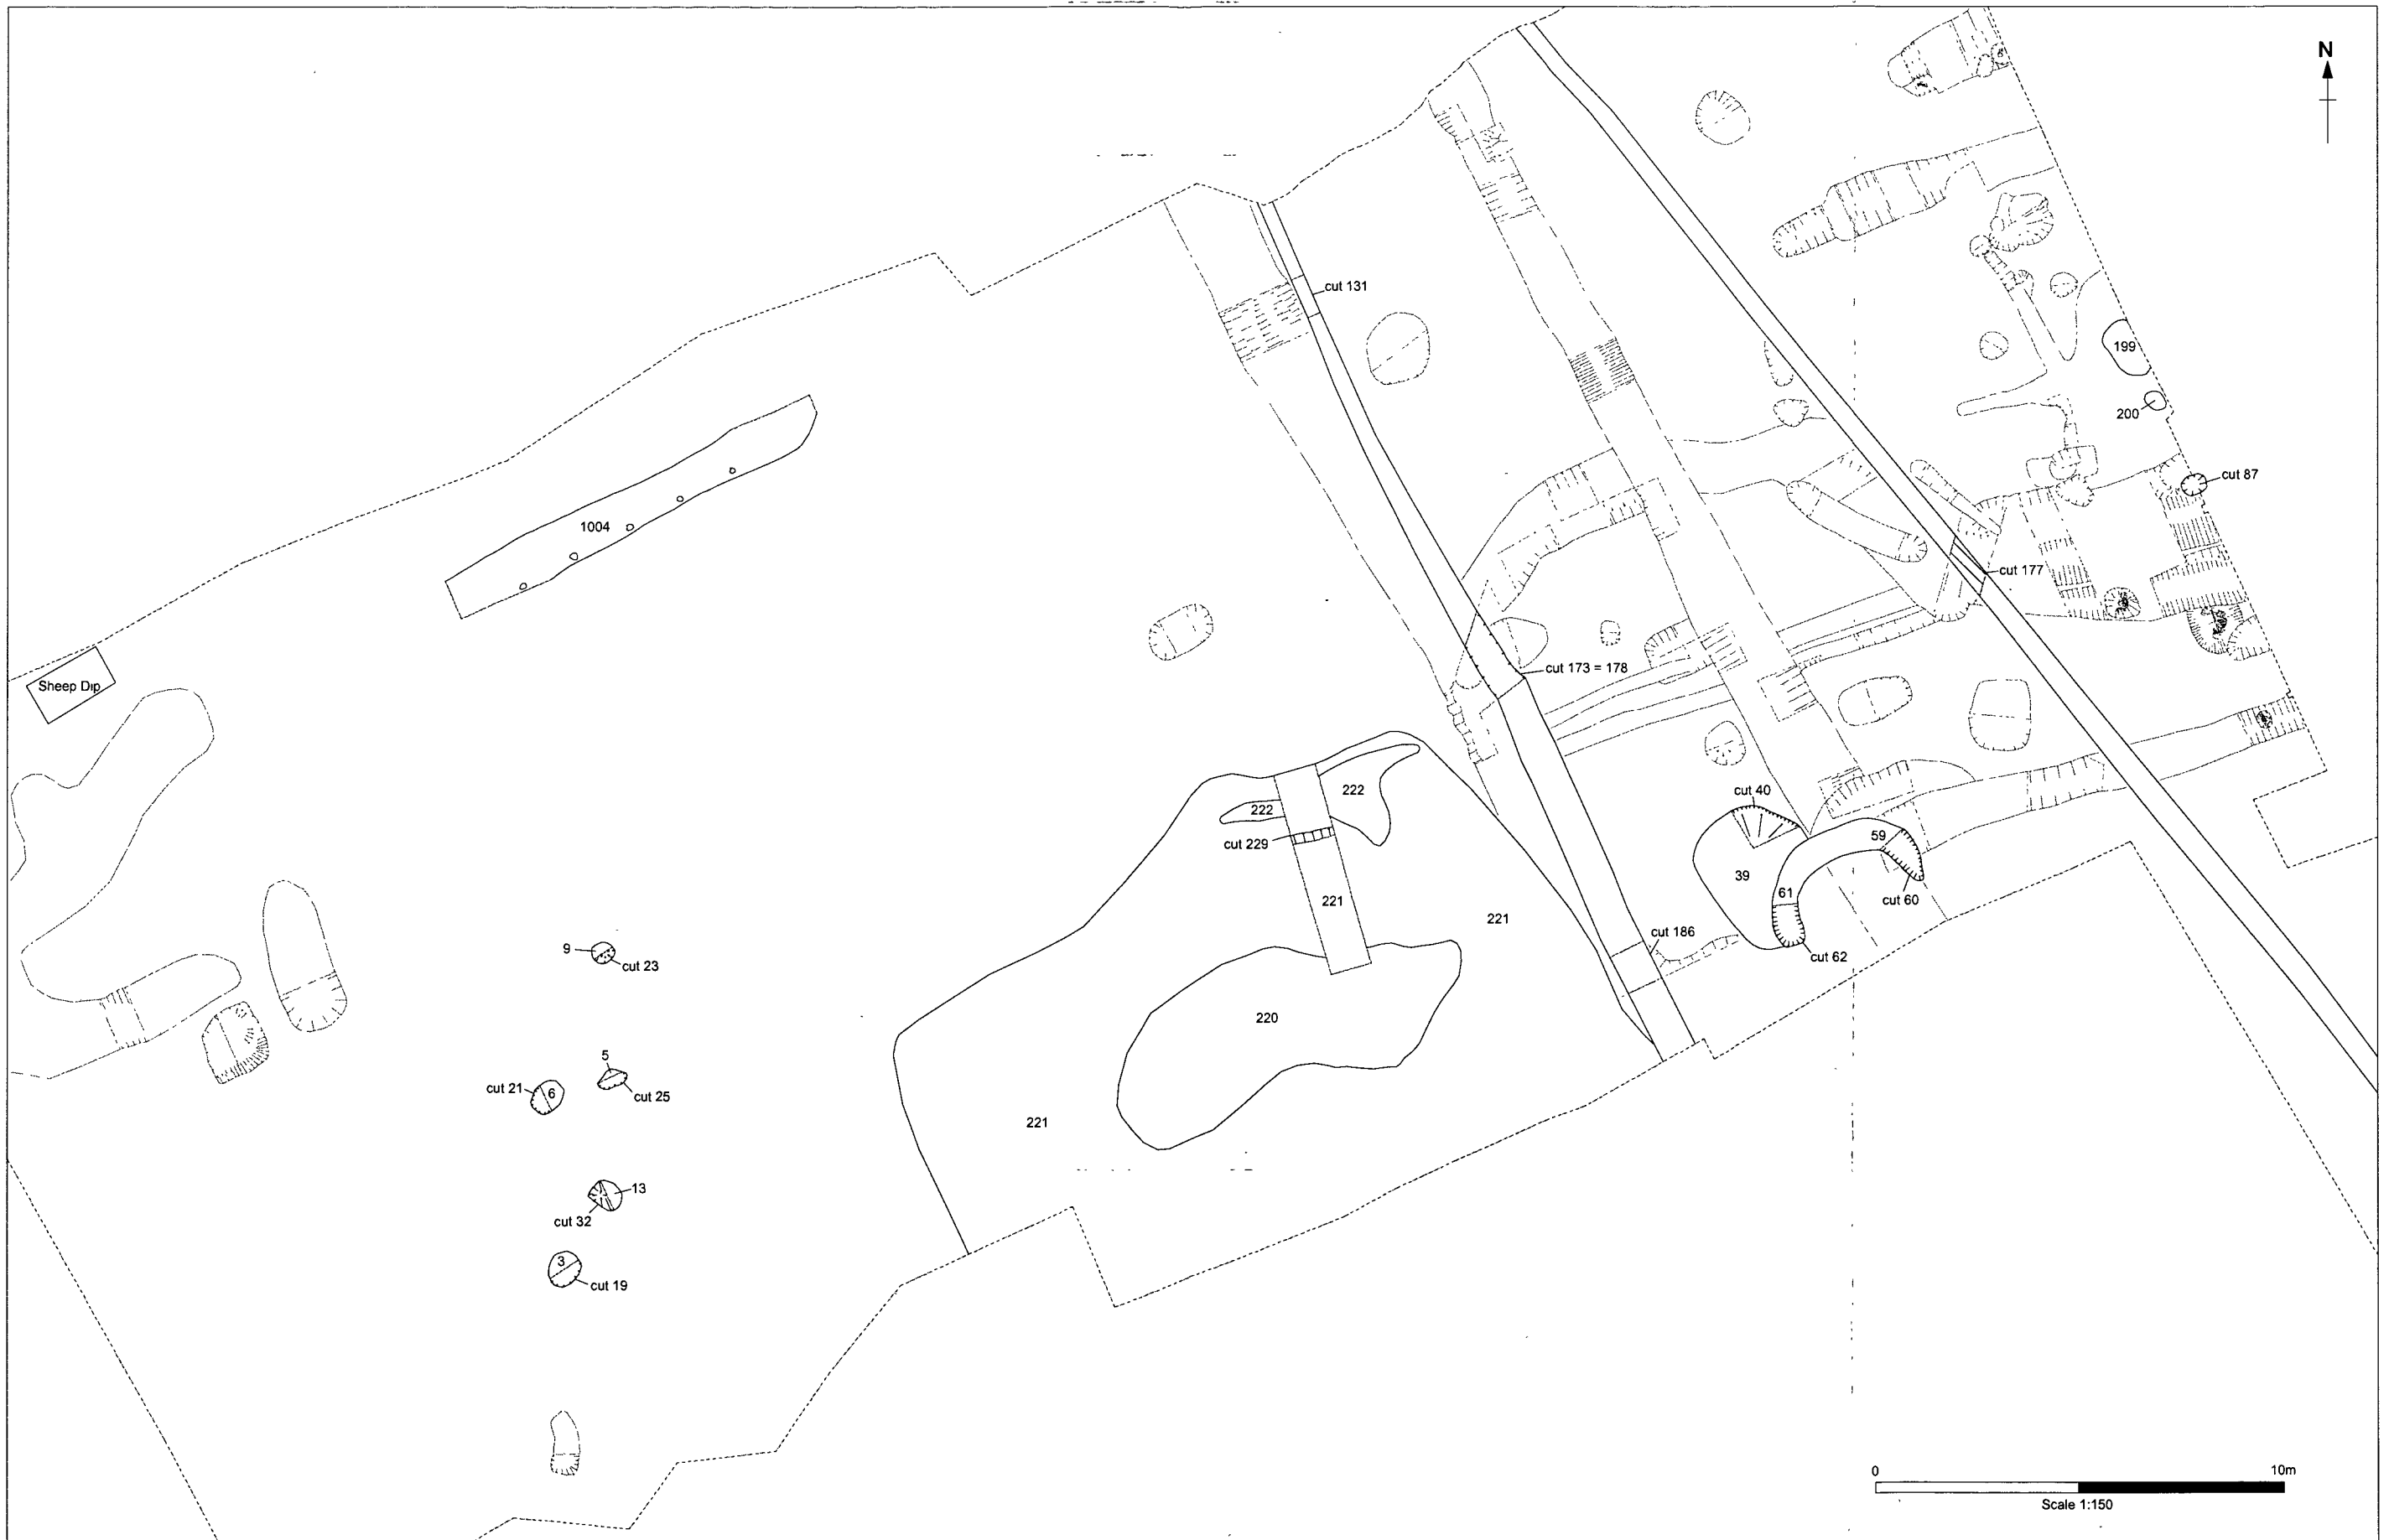 N
cut 131
199
200
cut 87
1004
cut 177
Sheep Dip
cut 173 = 178
222
222
cut 40
cut 229
59
39
221
61
cut 60
221
cut 186
9
cut 23
cut 62
220
5
cut 21
6
cut 25
221
13
cut 32
3
cut 19
0
10m
Scale 1:150